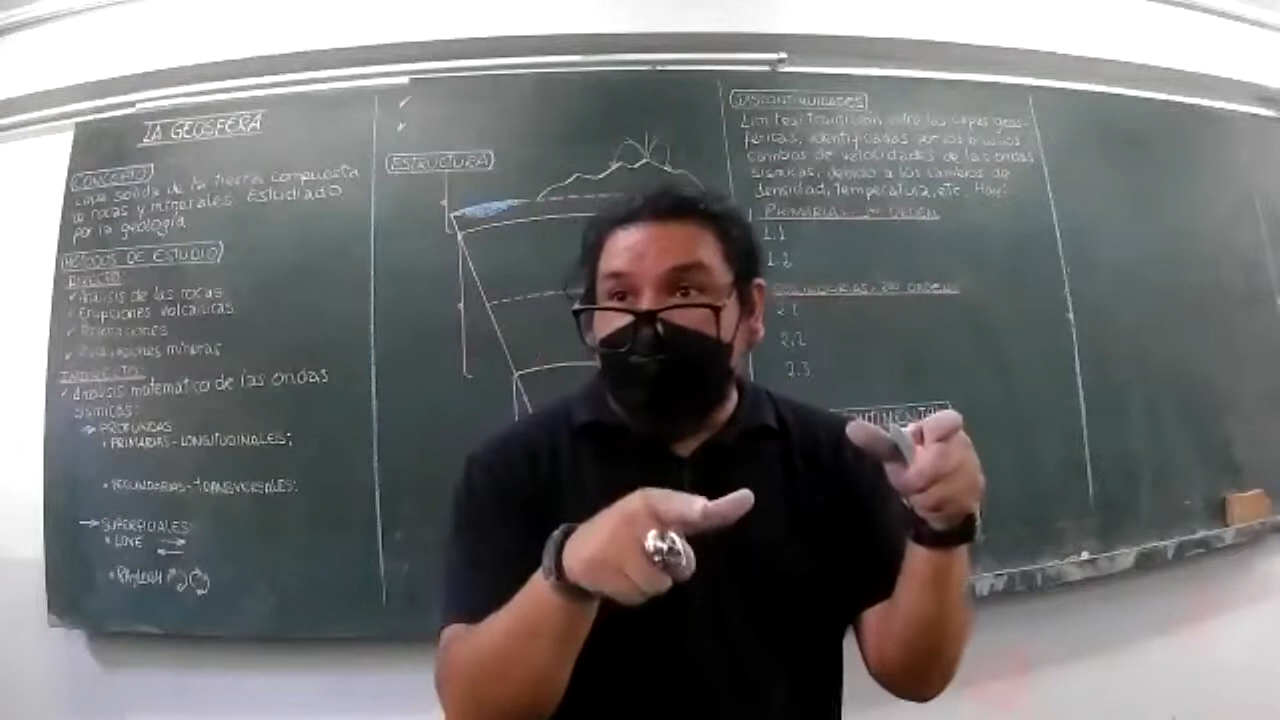 LA GEOSFERA
CONCEPTO
Capa sólida de la tierra compuesta
de rocas y minerales. Estudiado
por la geología
MÉTODOS DE ESTUDIO
DIRECTO:
✓ Análisis de las rocas
✓ Erupciones volcánicas
✓ Perforaciones
✓ mineras
INDIRECTO:
✓ Análisis matemático de las ondas
sísmicas:
→ PROFUNDAS
* PRIMARIAS-LONGITUDINALES:
* SECUNDARIAS-TRANSVERSALES:
→ SUPERFICIALES
* LOVE
* RAYLEIGH
ESTRUCTURA
DISCONTINUIDADES
Límites/transición entre las capas geos-
féricas, identificadas por los bruscos
cambios de velocidades de las ondas
sísmicas, debido a los cambios de
densidad, temperatura, etc. Hay:
PRIMARIAS- 1er ORDEN
1.1
1.2
SECUNDARIAS- 2do ORDEN
2.1
2.2
2.3